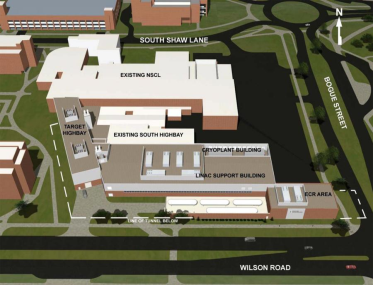 N
SOUTH SHAW LANE
EXISTING NSCL
BOGUE STREET
TARGET
HIGHBAY
EXISTING SOUTH HIGHBAY
CRYOPLANT BUILDING
LINAC SUPPORT BUILDING
ECR AREA
LINE OF TUNNEL BELOW
WILSON ROAD